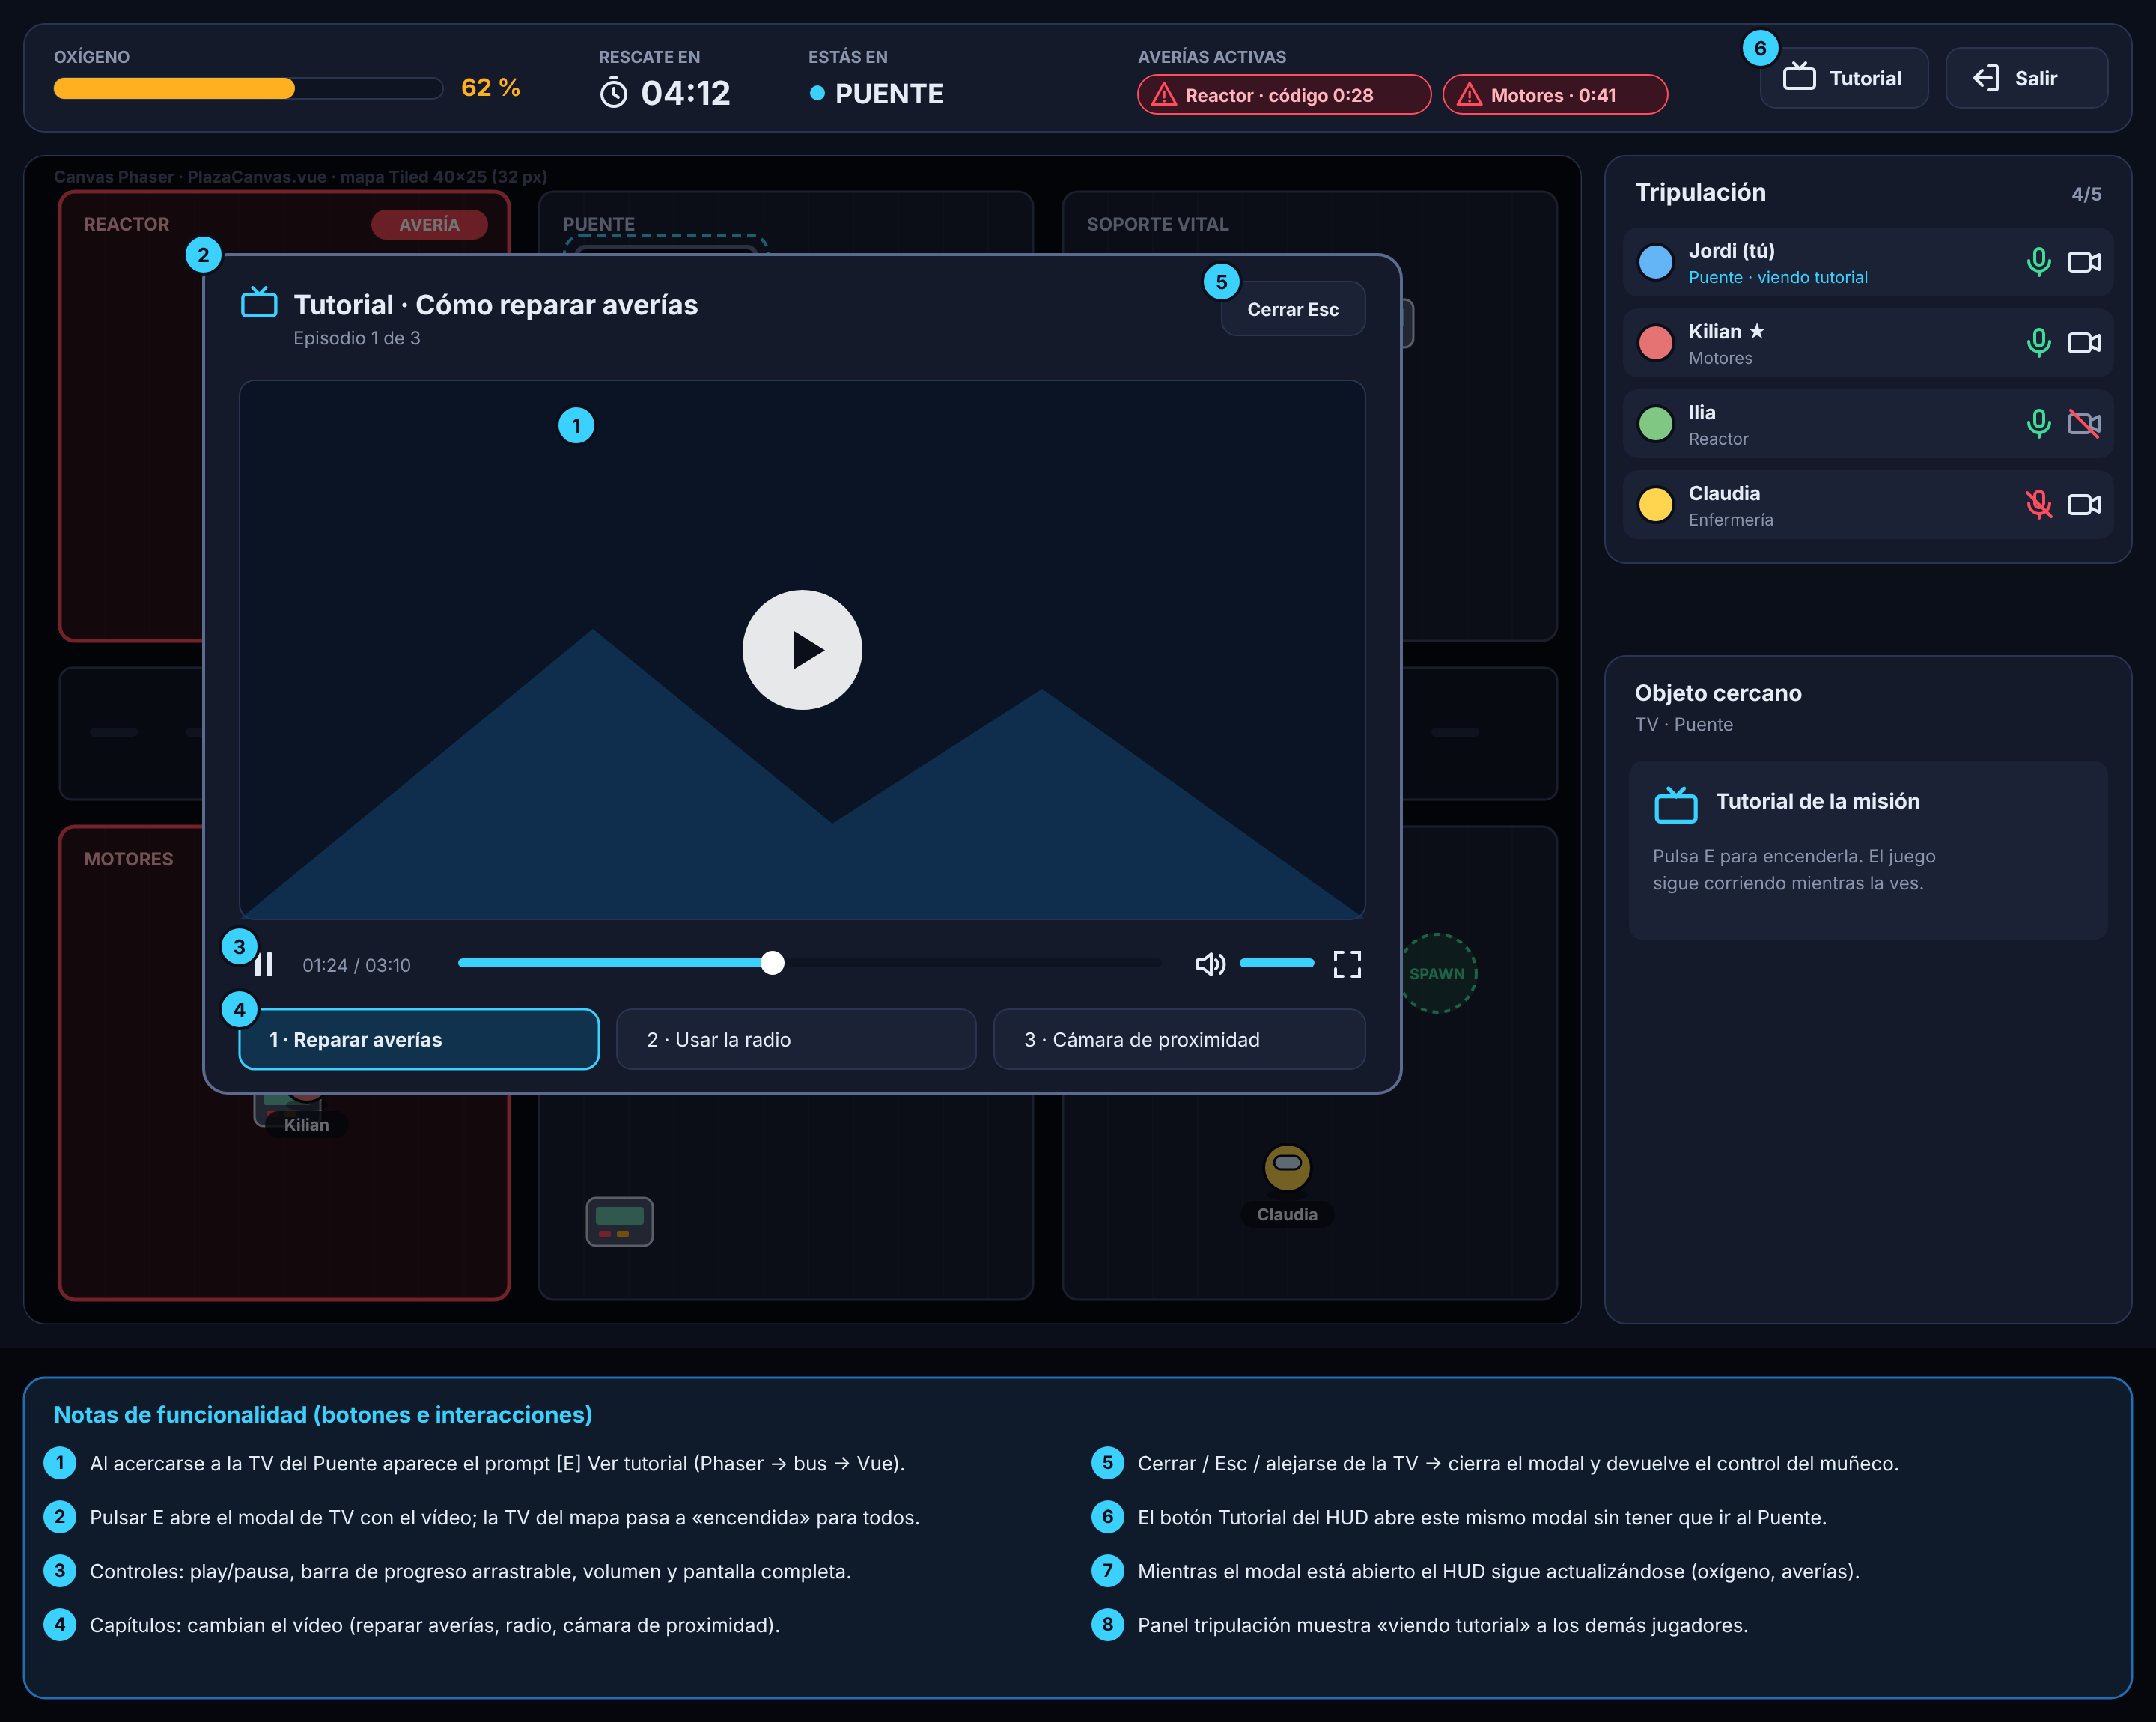 OXÍGENO
62 %
RESCATE EN
04:12
ESTÁS EN
PUENTE
AVERÍAS ACTIVAS
Reactor · código 0:28
Motores · 0:41
6
Tutorial
Salir
Canvas Phaser · PlazaCanvas.vue · mapa Tiled 40×25 (32 px)
REACTOR
AVERÍA
PUENTE
SOPORTE VITAL
2
Tutorial · Cómo reparar averías
Episodio 1 de 3
5
Cerrar Esc
1
3
01:24 / 03:10
4
1 · Reparar averías
2 · Usar la radio
3 · Cámara de proximidad
MOTORES
SPAWN
Kilian
Claudia
Tripulación
4/5
Jordi (tú)
Puente · viendo tutorial
Kilian ★
Motores
Ilia
Reactor
Claudia
Enfermería
Objeto cercano
TV · Puente
Tutorial de la misión
Pulsa E para encenderla. El juego
sigue corriendo mientras la ves.
Notas de funcionalidad (botones e interacciones)
1 Al acercarse a la TV del Puente aparece el prompt [E] Ver tutorial (Phaser → bus → Vue).
2 Pulsar E abre el modal de TV con el vídeo; la TV del mapa pasa a «encendida» para todos.
3 Controles: play/pausa, barra de progreso arrastrable, volumen y pantalla completa.
4 Capítulos: cambian el vídeo (reparar averías, radio, cámara de proximidad).
5 Cerrar / Esc / alejarse de la TV → cierra el modal y devuelve el control del muñeco.
6 El botón Tutorial del HUD abre este mismo modal sin tener que ir al Puente.
7 Mientras el modal está abierto el HUD sigue actualizándose (oxígeno, averías).
8 Panel tripulación muestra «viendo tutorial» a los demás jugadores.